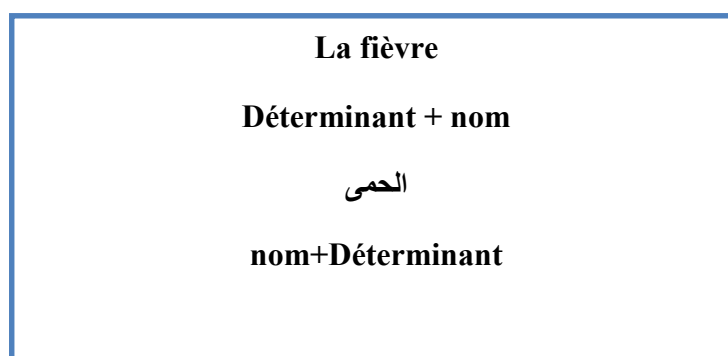 La fièvre
Déterminant + nom
الحمى
nom+Déterminant